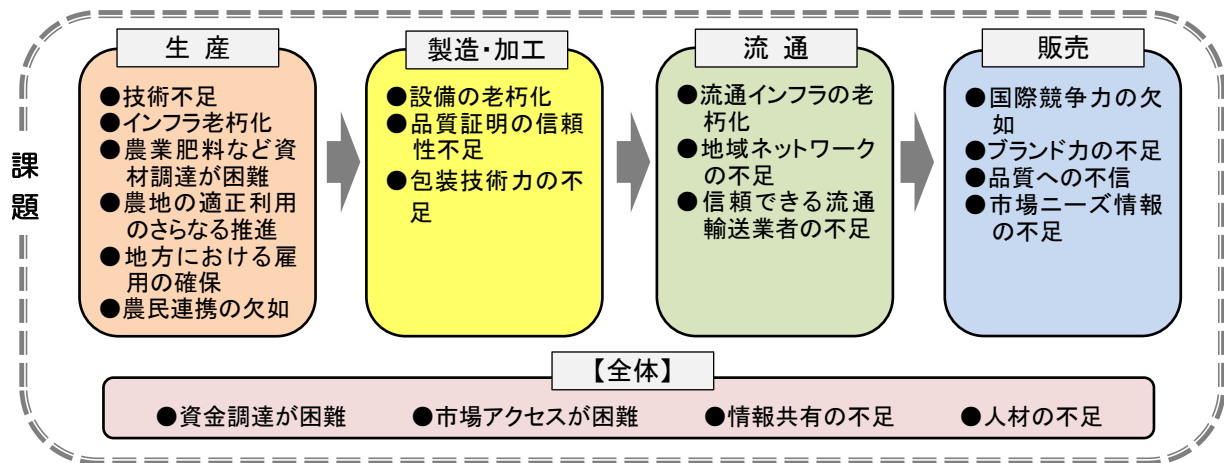 課
題
生 産
●技術不足
●インフラ老朽化
●農業肥料など資
材調達が困難
●農地の適正利用
のさらなる推進
●地方における雇
用の確保
●農民連携の欠如
製造・加工
●設備の老朽化
●品質証明の信頼
性不足
●包装技術力の不
足
流 通
●流通インフラの老
朽化
●地域ネットワーク
の不足
●信頼できる流通
輸送業者の不足
販売
●国際競争力の欠
如
●ブランド力の不足
●品質への不信
●市場ニーズ情報
の不足
【全体】
●資金調達が困難 ●市場アクセスが困難 ●情報共有の不足 ●人材の不足